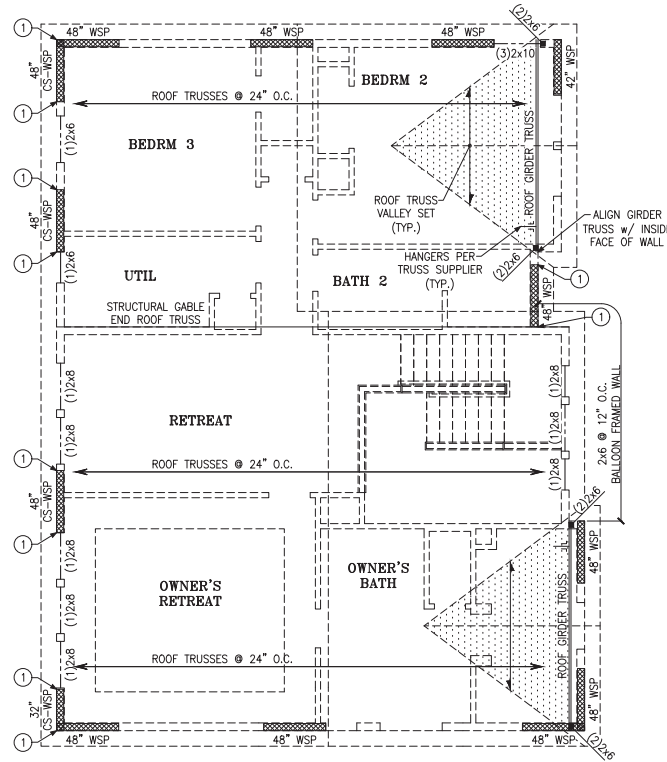 1
48" WSP
48" WSP
48" WSP
(2)2x6
48"
CS-WSP
(3)2x10
42" WSP
BEDRM 2
ROOF TRUSSES @ 24" O.C.
1
(1)2x6
BEDRM 3
ROOF GIRDER TRUSS
1
48"
CS-WSP
ROOF TRUSS
VALLEY SET
(TYP.)
ALIGN GIRDER
TRUSS w/ INSID
FACE OF WALL
1
HANGERS PER
TRUSS SUPPLIER
(TYP.)
(2)2x6
1
(1)2x6
UTIL
BATH 2
48" WSP
STRUCTURAL GABLE
END ROOF TRUSS
1
(1)2x8
(1)2x8
(1)2x8
(1)2x8
(1)2x8
2x6 @ 12" O.C.
BALLOON FRAMED WALL
RETREAT
1
ROOF TRUSSES @ 24" O.C.
48"
CS-WSP
(2)2x6
1
(1)2x8
(1)2x8
(1)2x8
OWNER'S
RETREAT
OWNER'S
BATH
48" WSP
ROOF GIRDER TRUSS
ROOF TRUSSES @ 24" O.C.
1
32"
CS-WSP
48" WSP
1
48" WSP
48" WSP
48" WSP
(2)2x6